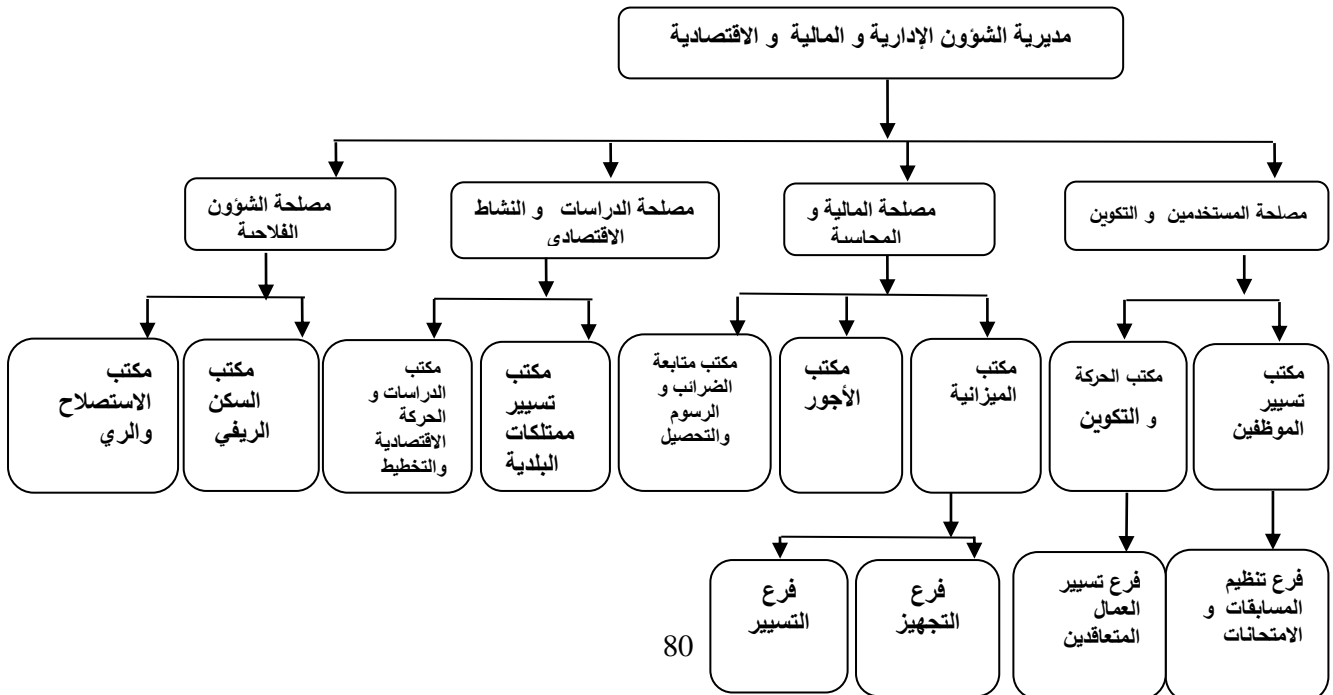 مديرية الشؤون الإدارية و المالية و الاقتصادية
مصلحة المستخدمين و التكوين
مصلحة المالية و
المحاسبة
مصلحة الدراسات و النشاط
الاقتصادي
مصلحة الشؤون
الفلاحية
مكتب
تسيير
الموظفين
مكتب الحركة
و التكوين
مكتب
الميزانية
مكتب
الأجور
مكتب متابعة
الضرائب و
الرسوم
والتحصيل
مكتب
تسيير
ممتلكات
البلدية
مكتب
الدراسات و
الحركة
الاقتصادية
والتخطيط
مكتب
السكن
الريفي
مكتب
الاستصلاح
والري
فرع تنظيم
المسابقات و
الامتحانات
فرع تسيير
العمال
المتعاقدين
فرع
التجهيز
فرع
التسيير
80